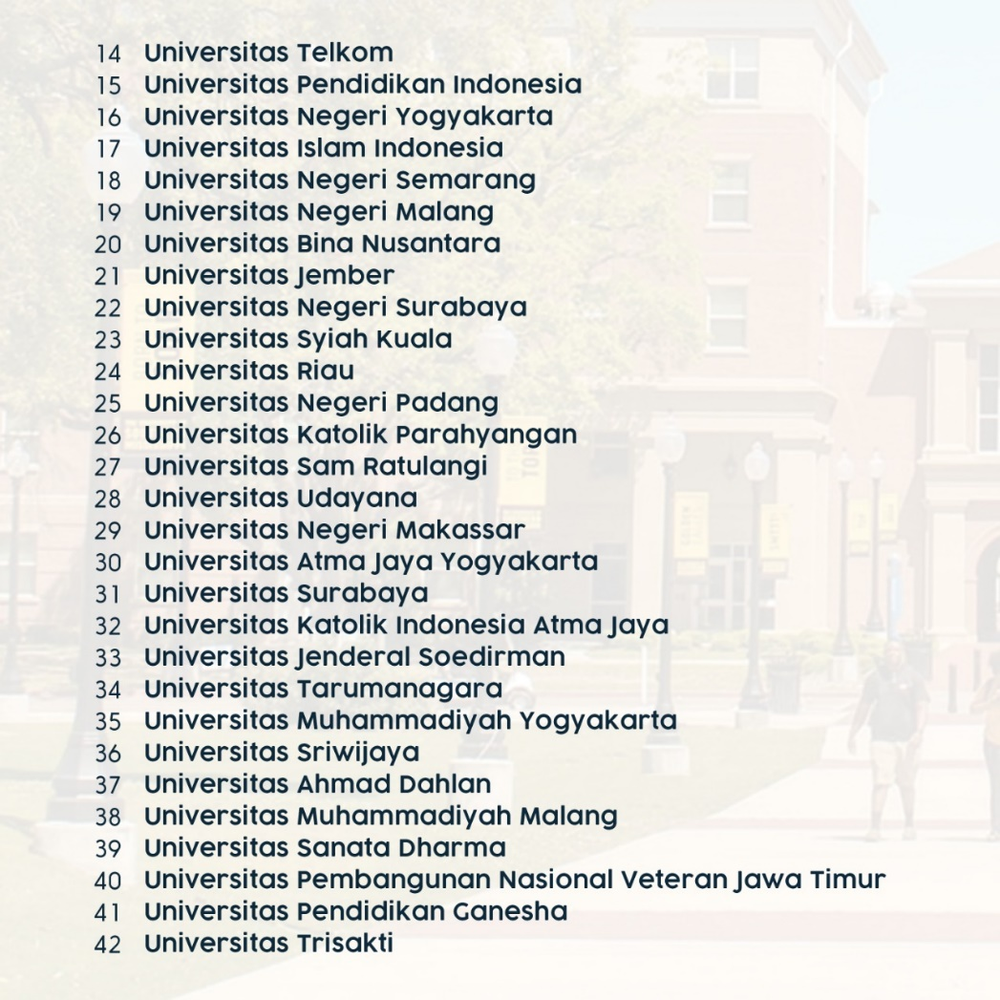 14 Universitas Telkom
15 Universitas Pendidikan Indonesia
16 Universitas Negeri Yogyakarta
17 Universitas Islam Indonesia
18 Universitas Negeri Semarang
19 Universitas Negeri Malang
20 Universitas Bina Nusantara
21 Universitas Jember
22 Universitas Negeri Surabaya
23 Universitas Syiah Kuala
24 Universitas Riau
25 Universitas Negeri Padang
26 Universitas Katolik Parahyangan
27 Universitas Sam Ratulangi
28 Universitas Udayana
29 Universitas Negeri Makassar
30 Universitas Atma Jaya Yogyakarta
31 Universitas Surabaya
32 Universitas Katolik Indonesia Atma Jaya
33 Universitas Jenderal Soedirman
34 Universitas Tarumanagara
35 Universitas Muhammadiyah Yogyakarta
36 Universitas Sriwijaya
37 Universitas Ahmad Dahlan
38 Universitas Muhammadiyah Malang
39 Universitas Sanata Dharma
40 Universitas Pembangunan Nasional Veteran Jawa Timur
41 Universitas Pendidikan Ganesha
42 Universitas Trisakti